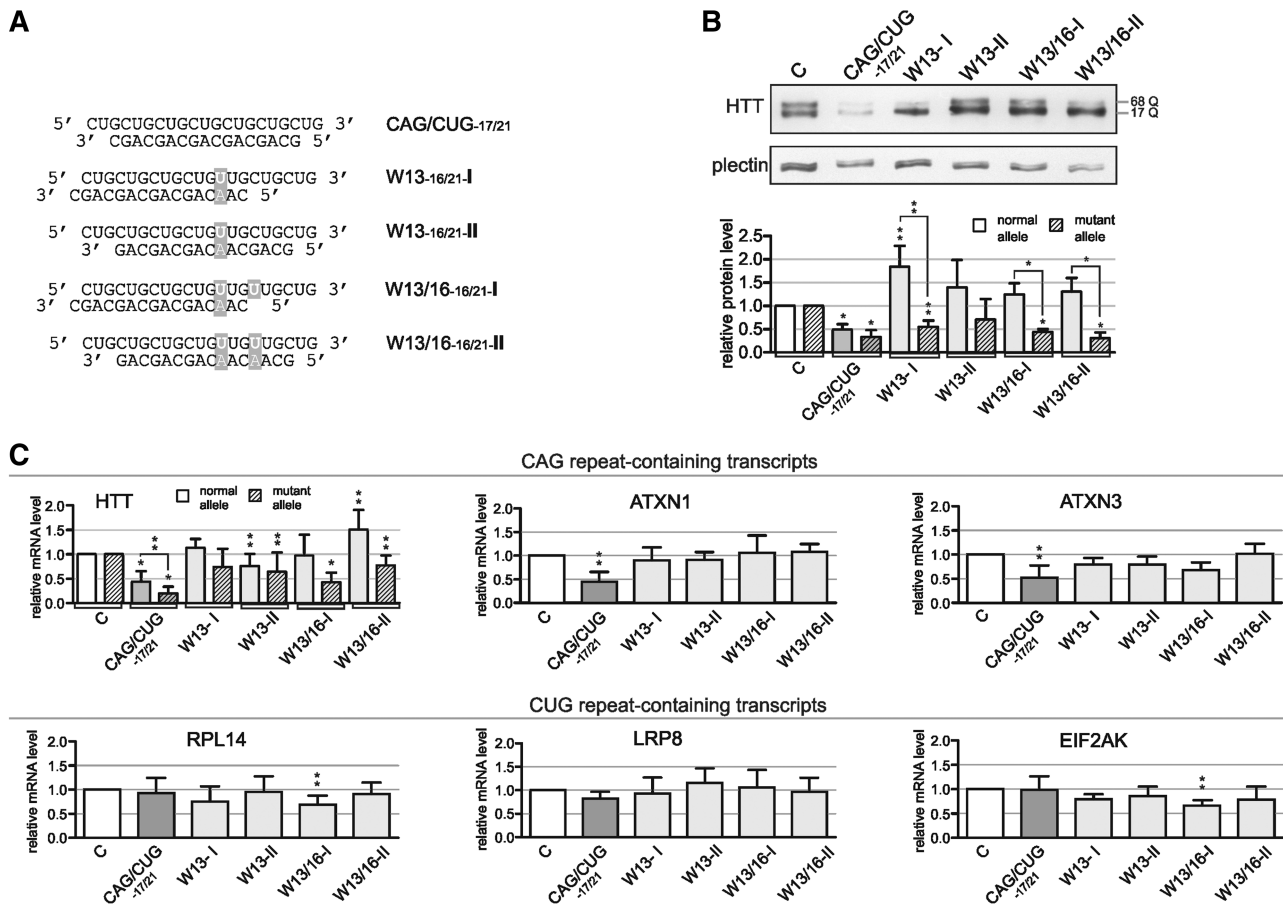 A
5′ CUGCUGCUGCUGCUGCUGCUG 3′ CAG/CUG-17/21
3′ CGACGACGACGACGACG 5′
5′ CUGCUGCUGCUGUUGCUGCUG 3′ W13-16/21-I
3′ CGACGACGACGACAAC 5′
5′ CUGCUGCUGCUGUUGCUGCUG 3′ W13-16/21-II
3′ GACGACGACAACGACG 5′
5′ CUGCUGCUGCUGUUGUUGCUG 3′ W13/16-16/21-I
3′ CGACGACGACGACAAC 5′
5′ CUGCUGCUGCUGUUGUUGCUG 3′ W13/16-16/21-II
3′ GACGACGACAACAACG 5′
B
C CAG/CUG -17/21 W13- I W13-II W13/16-I W13/16-II
HTT
68 Q
17 Q
plectin
normal allele
mutant allele
relative protein level
2.5
2.0
1.5
1.0
0.5
0.0
** ** * * ** * * * *
C CAG/CUG -17/21 W13- I W13-II W13/16-I W13/16-II
C
CAG repeat-containing transcripts
HTT
normal allele
mutant allele
relative mRNA level
2.0
1.5
1.0
0.5
0.0
* ** * ** ** * ** **
C CAG/CUG -17/21 W13- I W13-II W13/16-I W13/16-II
ATXN1
relative mRNA level
2.0
1.5
1.0
0.5
0.0
**
C CAG/CUG -17/21 W13- I W13-II W13/16-I W13/16-II
ATXN3
relative mRNA level
2.0
1.5
1.0
0.5
0.0
**
C CAG/CUG -17/21 W13- I W13-II W13/16-I W13/16-II
CUG repeat-containing transcripts
RPL14
relative mRNA level
2.0
1.5
1.0
0.5
0.0
**
C CAG/CUG -17/21 W13- I W13-II W13/16-I W13/16-II
LRP8
relative mRNA level
2.0
1.5
1.0
0.5
0.0
C CAG/CUG -17/21 W13- I W13-II W13/16-I W13/16-II
EIF2AK
relative mRNA level
2.0
1.5
1.0
0.5
0.0
**
C CAG/CUG -17/21 W13- I W13-II W13/16-I W13/16-II